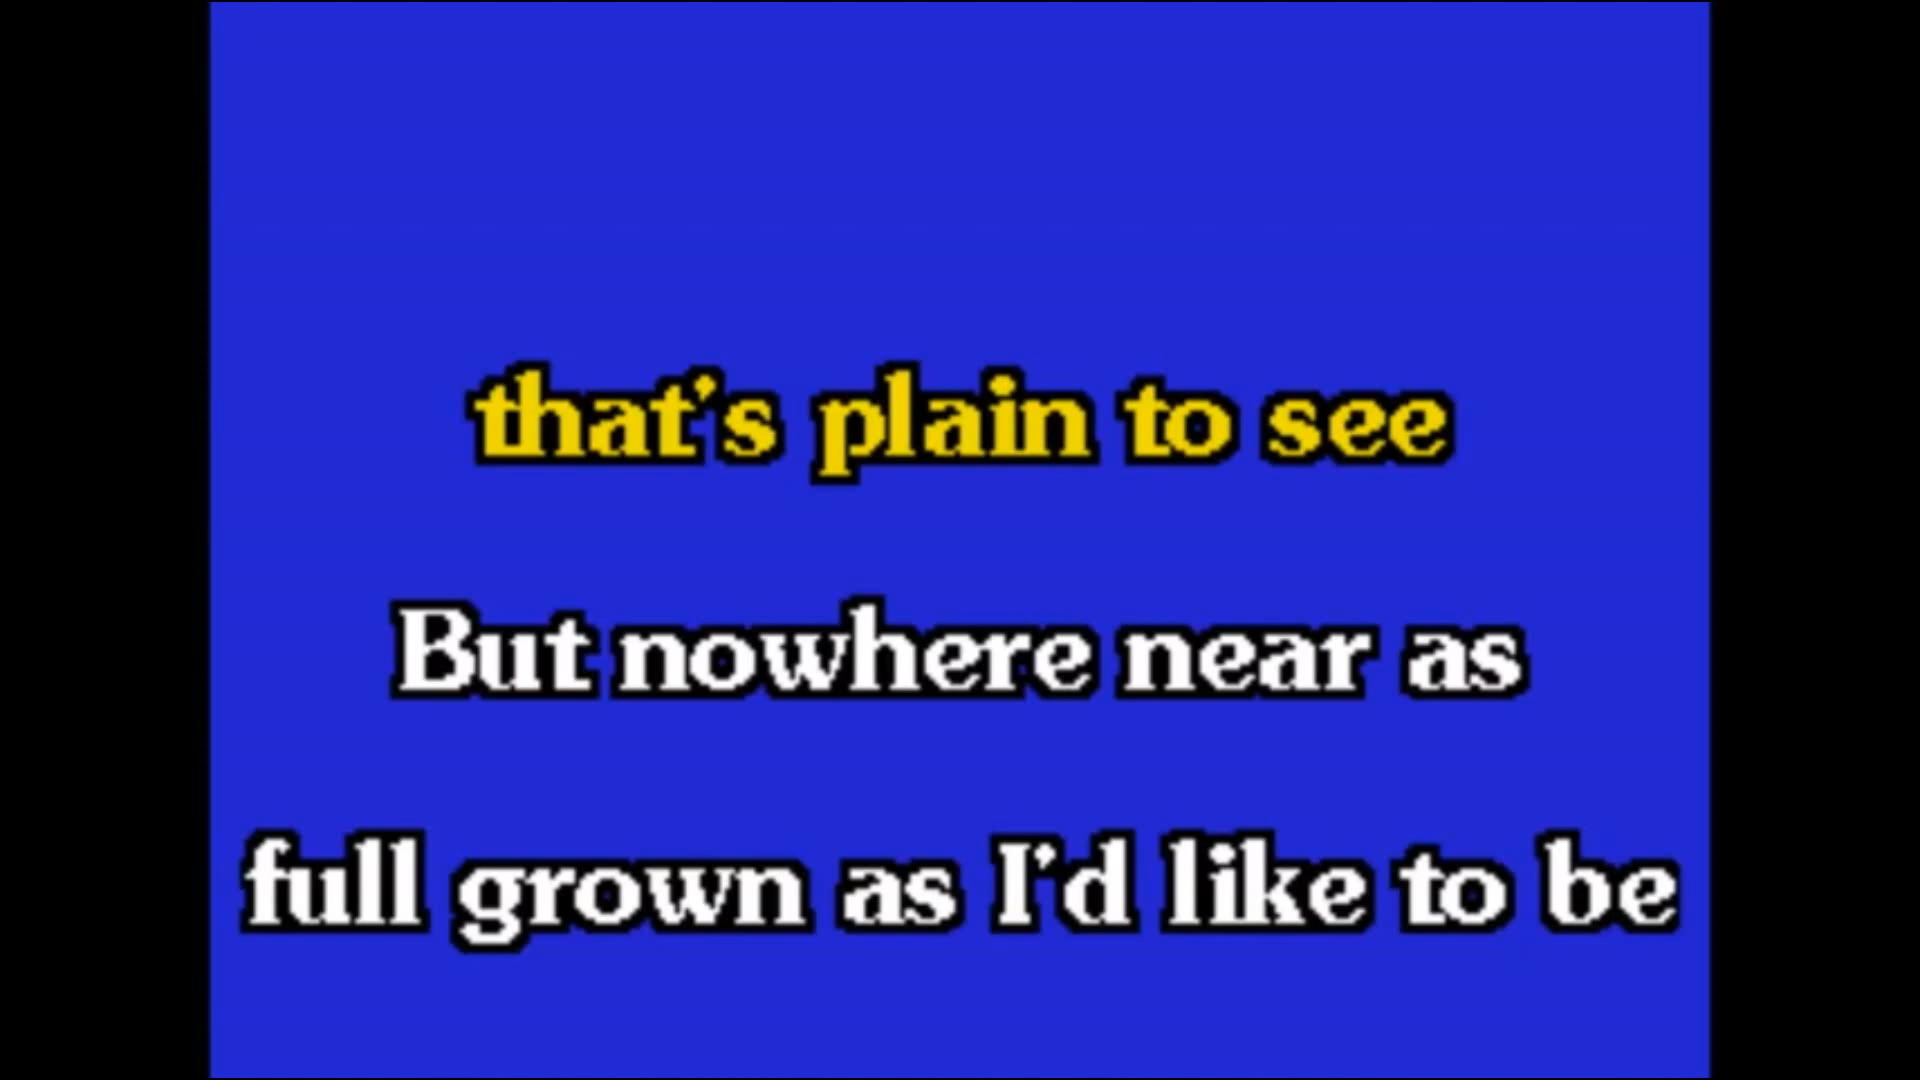 that's plain to see
But nowhere near as
full grown as I'd like to be